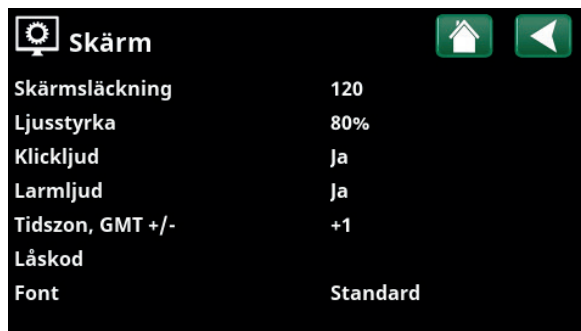 Skärm
Skärmsläckning 120
Ljusstyrka 80%
Klickljud Ja
Larmljud Ja
Tidszon, GMT +/- +1
Låskod
Font Standard